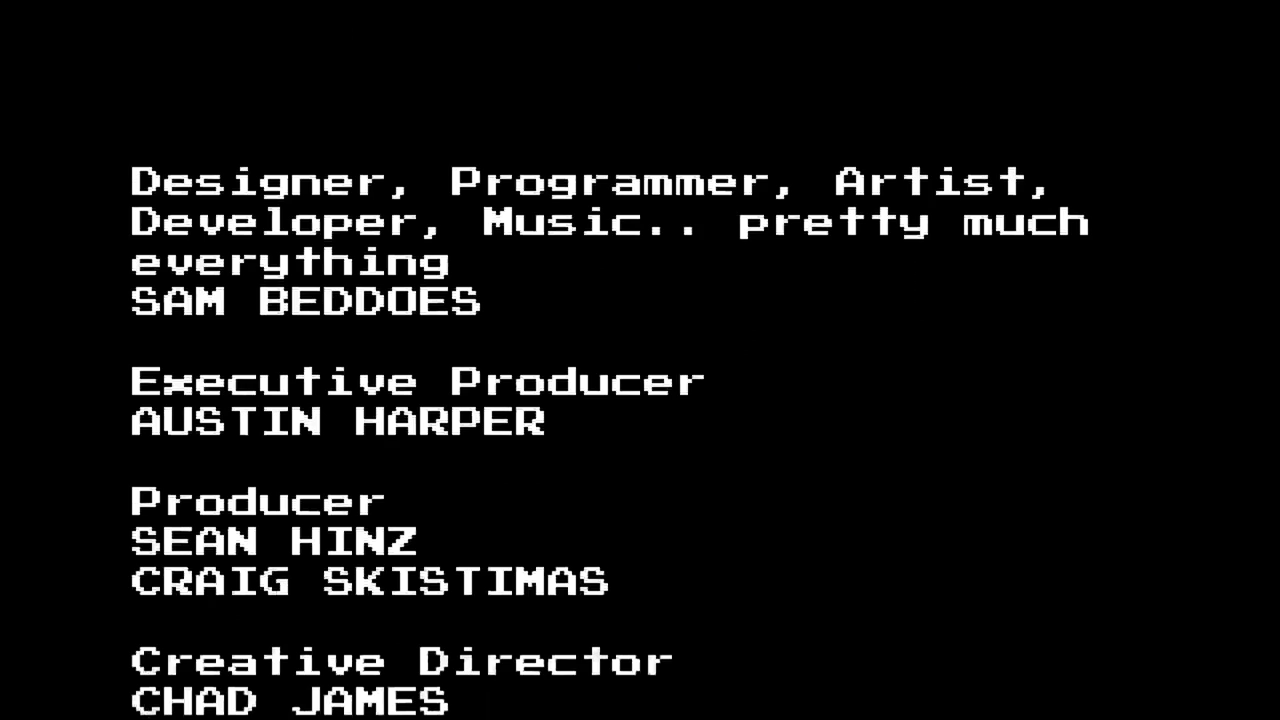 Designer, Programmer, Artist,
Developer, Music.. pretty much
everything
SAM BEDDOES
Executive Producer
AUSTIN HARPER
Producer
SEAN HINZ
CRAIG SKISTIMAS
Creative Director
CHAD JAMES